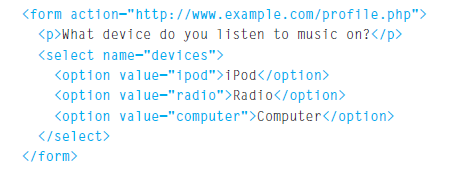 <form action="http://www.example.com/profile.php">
<p>What device do you listen to music on?</p>
<select name="devices">
<option value="ipod">iPod</option>
<option value="radio">Radio</option>
<option value="computer">Computer</option>
</select>
</form>